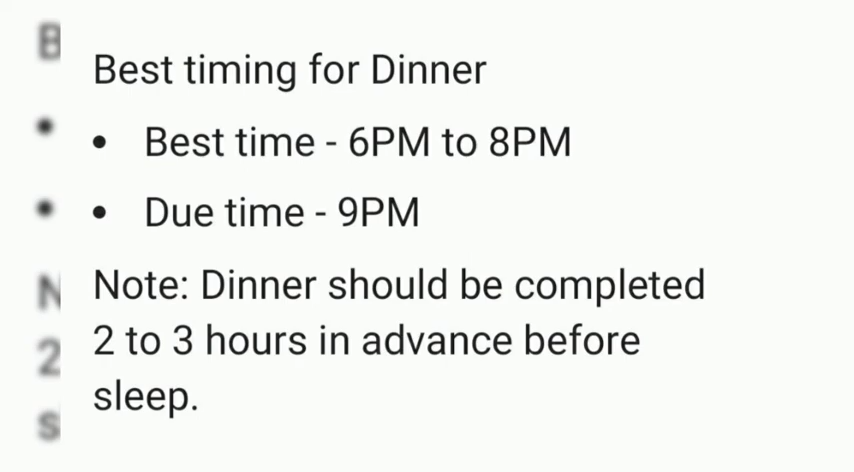 Best timing for Dinner
• Best time - 6PM to 8PM
• Due time - 9PM
Note: Dinner should be completed
2 to 3 hours in advance before
sleep.